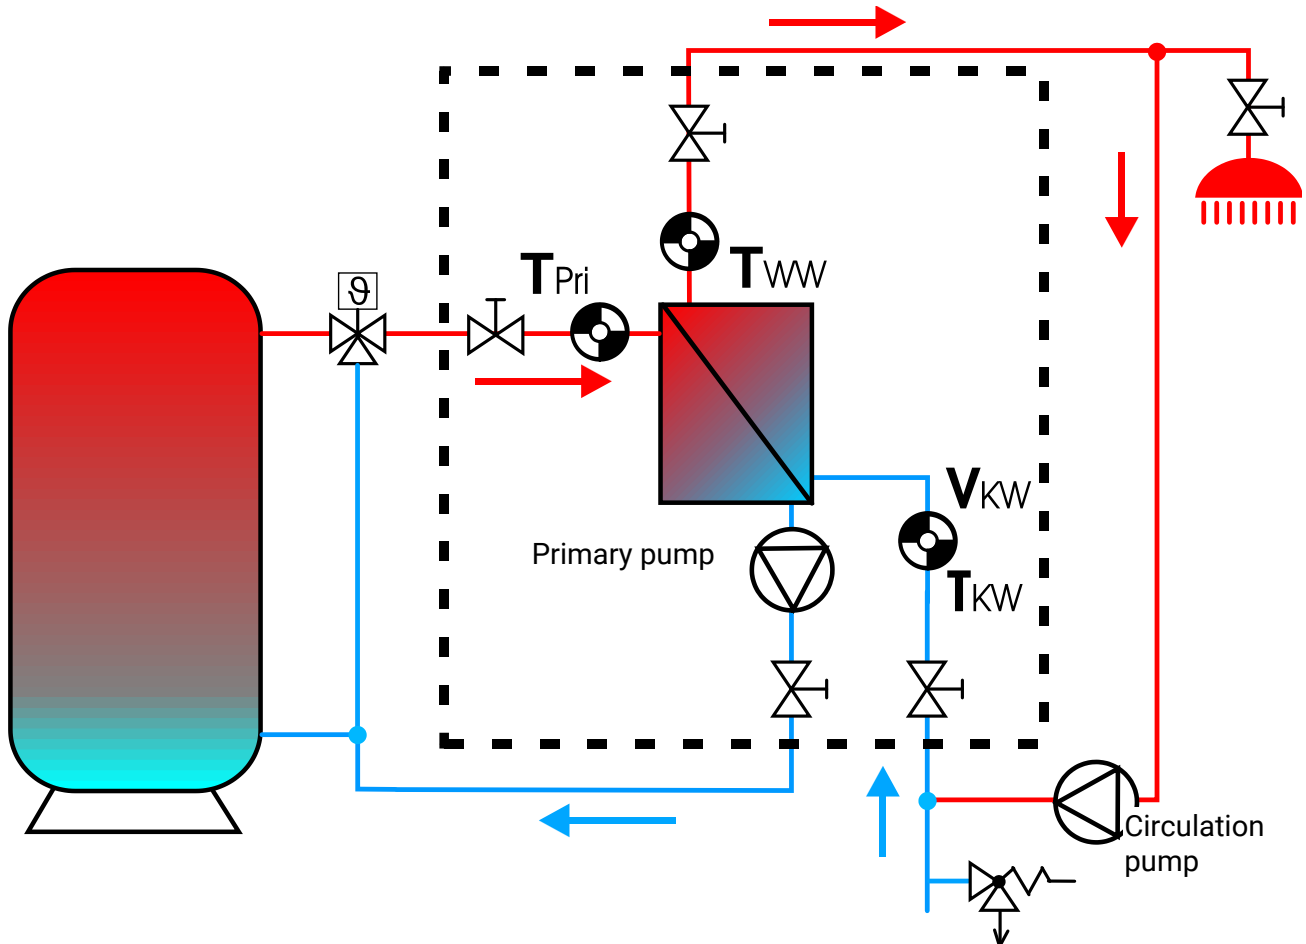 ϑ
TPri
TWW
VKW
Primary pump
TKW
Circulation
pump